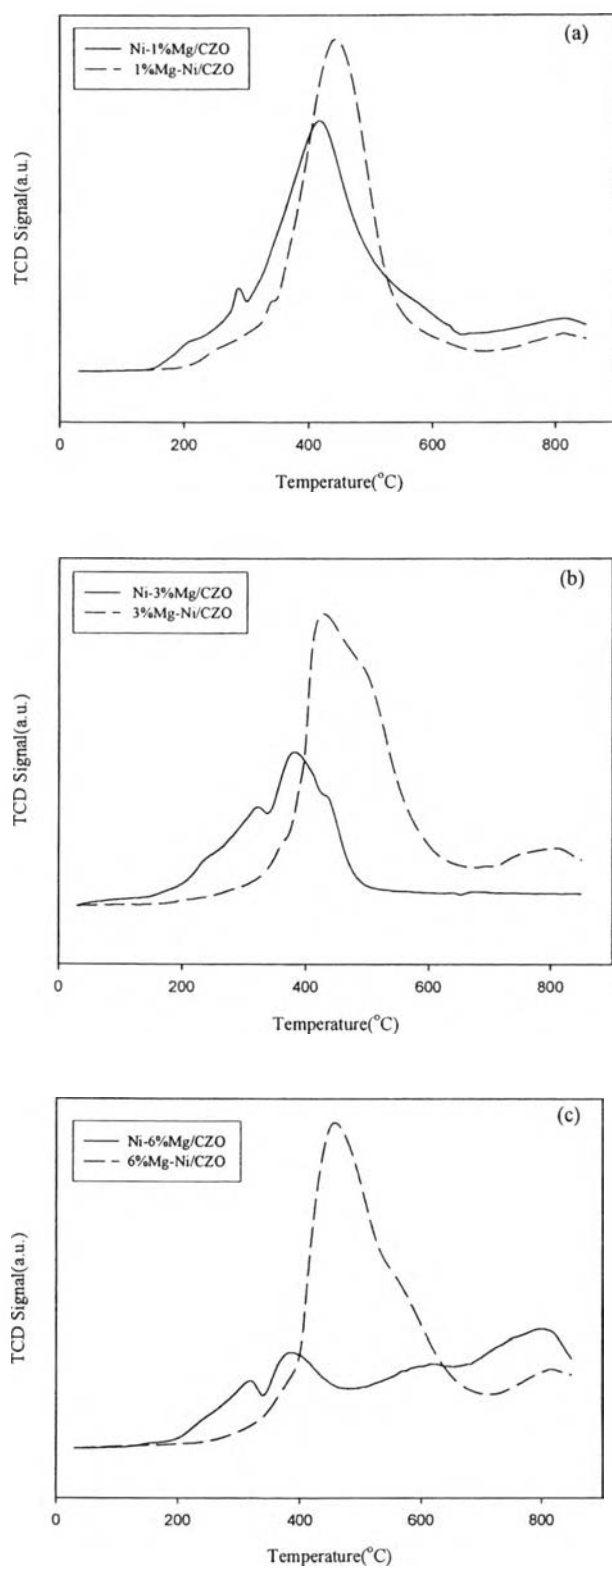 (a)
Ni-1%Mg/CZO
1%Mg-Ni/CZO
TCD Signal(a.u.)
0 200 400 600 800
Temperature(°C)
(b)
Ni-3%Mg/CZO
3%Mg-Ni/CZO
TCD Signal(a.u.)
0 200 400 600 800
Temperature(°C)
(c)
Ni-6%Mg/CZO
6%Mg-Ni/CZO
TCD Signal(a.u.)
0 200 400 600 800
Temperature(°C)